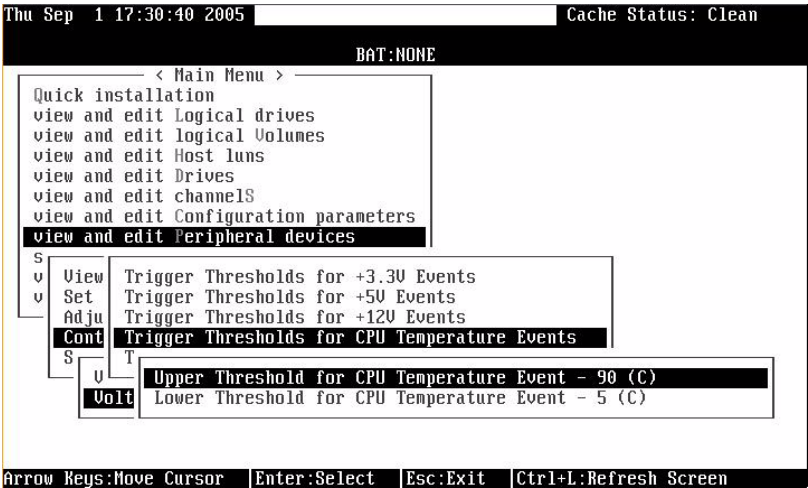 Thu Sep 1 17:30:40 2005 Cache Status: Clean
BAT:NONE
< Main Menu >
Quick installation
view and edit Logical drives
view and edit logical Volumes
view and edit Host luns
view and edit Drives
view and edit channelS
view and edit Configuration parameters
view and edit Peripheral devices
S
v View Trigger Thresholds for +3.3V Events
v Set Trigger Thresholds for +5V Events
Adju Trigger Thresholds for +12V Events
Cont Trigger Thresholds for CPU Temperature Events
S T
V Upper Threshold for CPU Temperature Event - 90 (C)
Volt Lower Threshold for CPU Temperature Event - 5 (C)
Arrow Keys:Move Cursor |Enter:Select |Esc:Exit |Ctrl+L:Refresh Screen